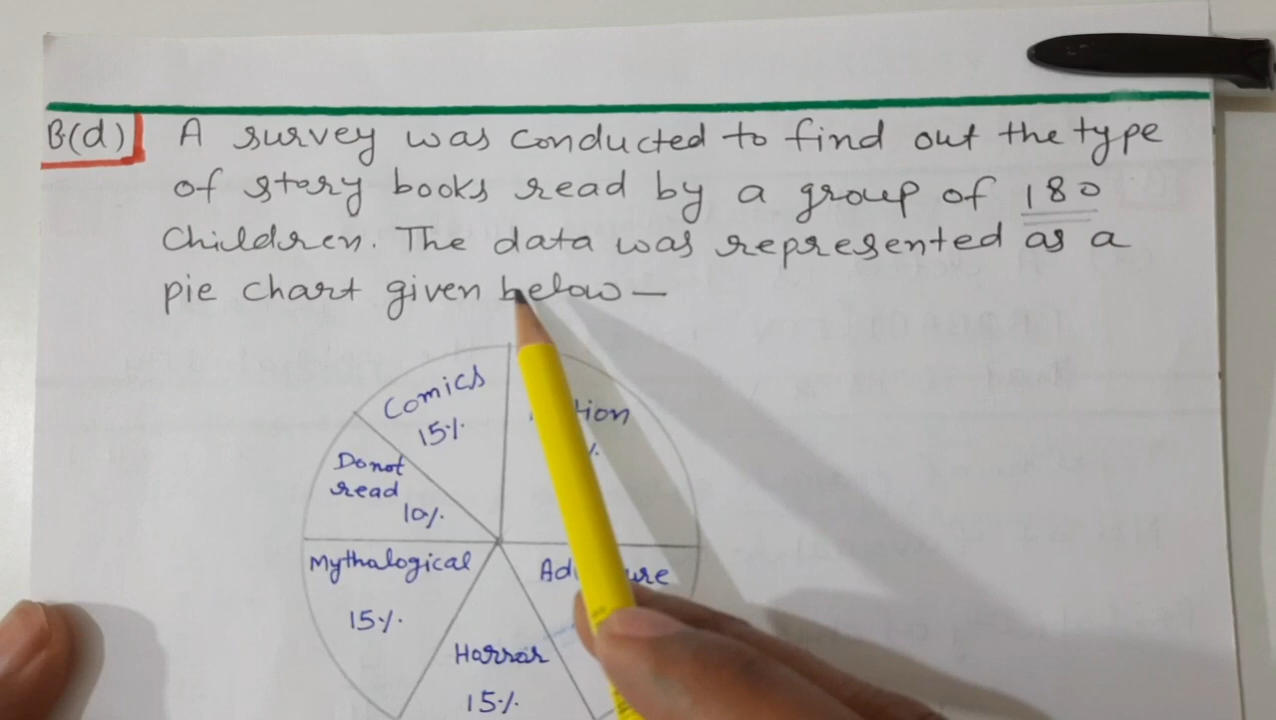 B.(d) A survey was conducted to find out the type
of story books read by a group of 180
Children. The data was represented as a
pie chart given below —
Comics
15%
Do not
read
10%
Mythalogical
15%
Harror
15%